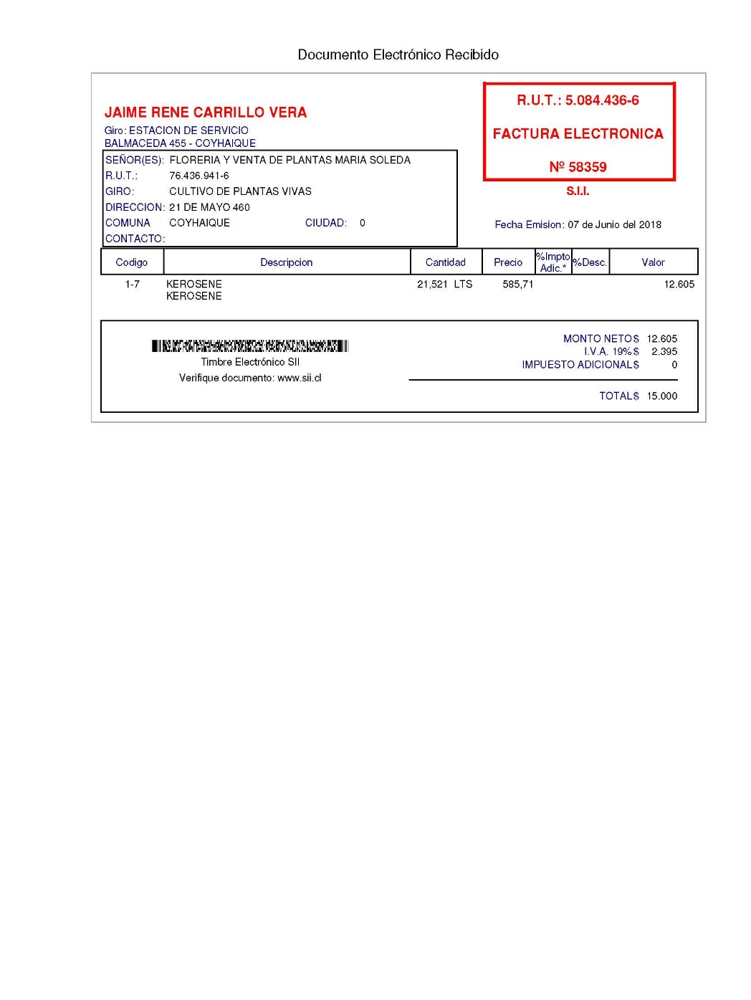 Documento Electrónico Recibido
JAIME RENE CARRILLO VERA
Giro: ESTACION DE SERVICIO
BALMACEDA 455 - COYHAIQUE
R.U.T.: 5.084.436-6
FACTURA ELECTRONICA
Nº 58359
S.I.I.
SEÑOR(ES): FLORERIA Y VENTA DE PLANTAS MARIA SOLEDA
R.U.T.: 76.436.941-6
GIRO: CULTIVO DE PLANTAS VIVAS
DIRECCION: 21 DE MAYO 460
COMUNA COYHAIQUE CIUDAD: 0
CONTACTO:
Fecha Emision: 07 de Junio del 2018
Codigo Descripcion Cantidad Precio %Impto Adic.* %Desc. Valor
1-7 KEROSENE 21,521 LTS 585,71 12.605
KEROSENE
Timbre Electrónico SII
Verifique documento: www.sii.cl
MONTO NETO$ 12.605
I.V.A. 19%$ 2.395
IMPUESTO ADICIONAL$ 0
TOTAL$ 15.000